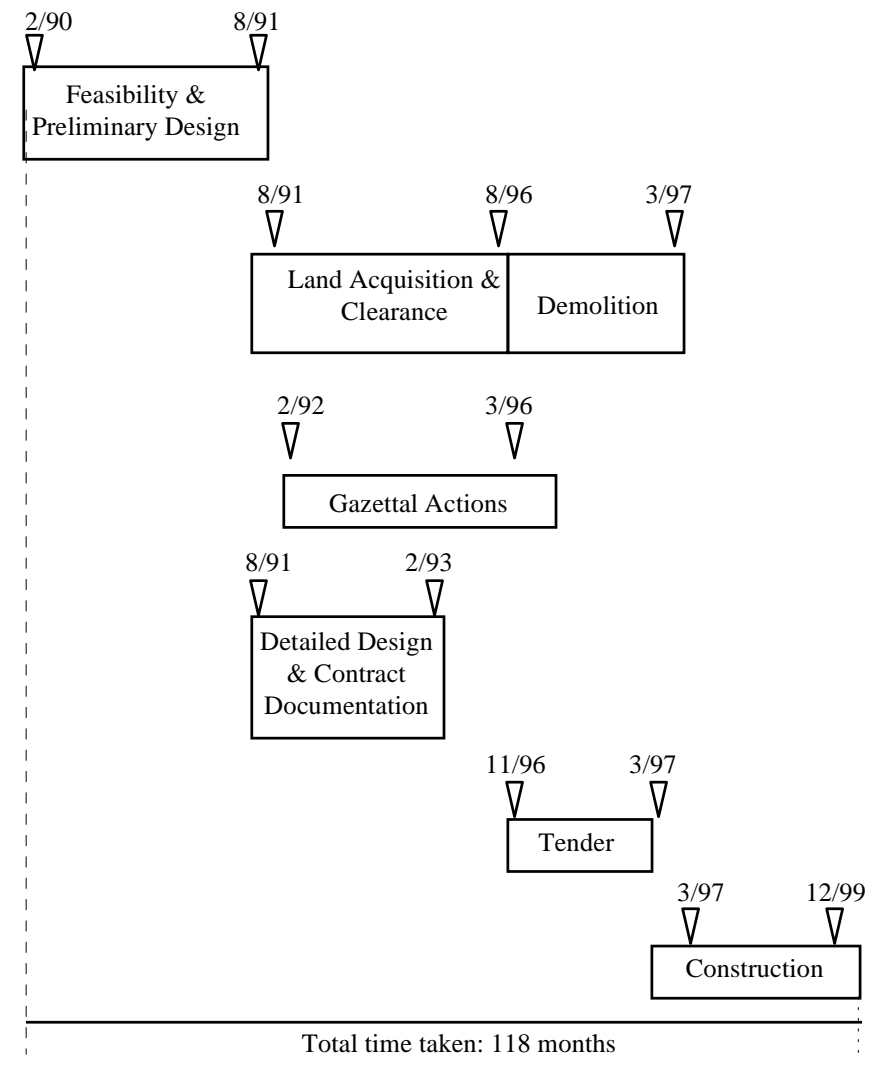 2/90 8/91
Feasibility &
Preliminary Design
8/91 8/96 3/97
Land Acquisition &
Clearance
Demolition
2/92 3/96
Gazettal Actions
8/91 2/93
Detailed Design
& Contract
Documentation
11/96 3/97
Tender
3/97 12/99
Construction
Total time taken: 118 months